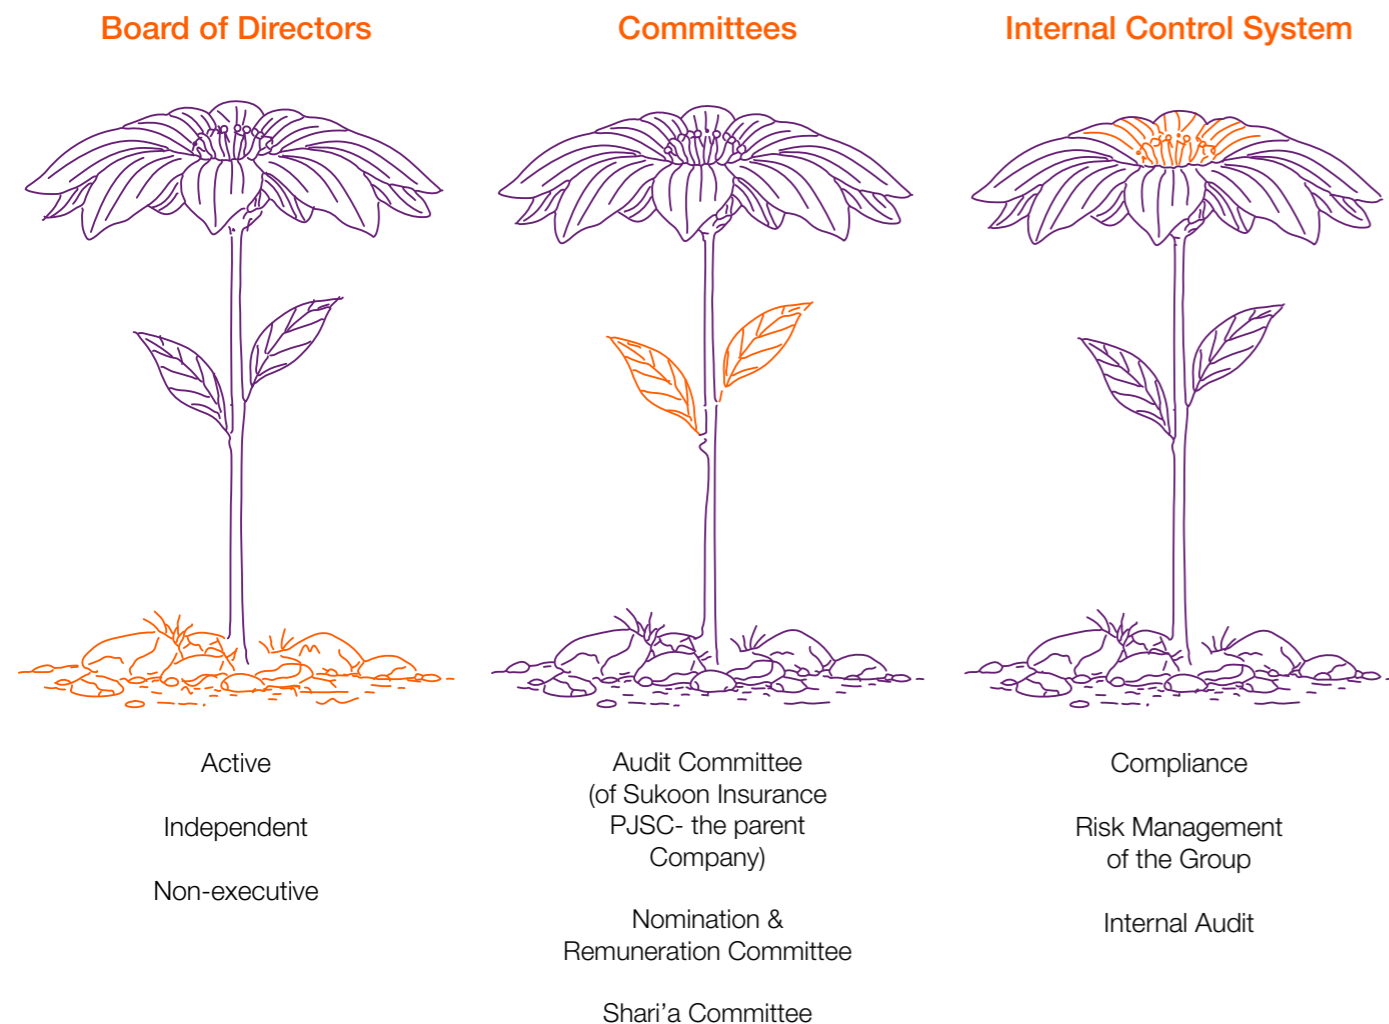 Board of Directors
Active
Independent
Non-executive
Committees
Audit Committee
(of Sukoon Insurance
PJSC- the parent
Company)
Nomination &
Remuneration Committee
Shari’a Committee
Internal Control System
Compliance
Risk Management
of the Group
Internal Audit